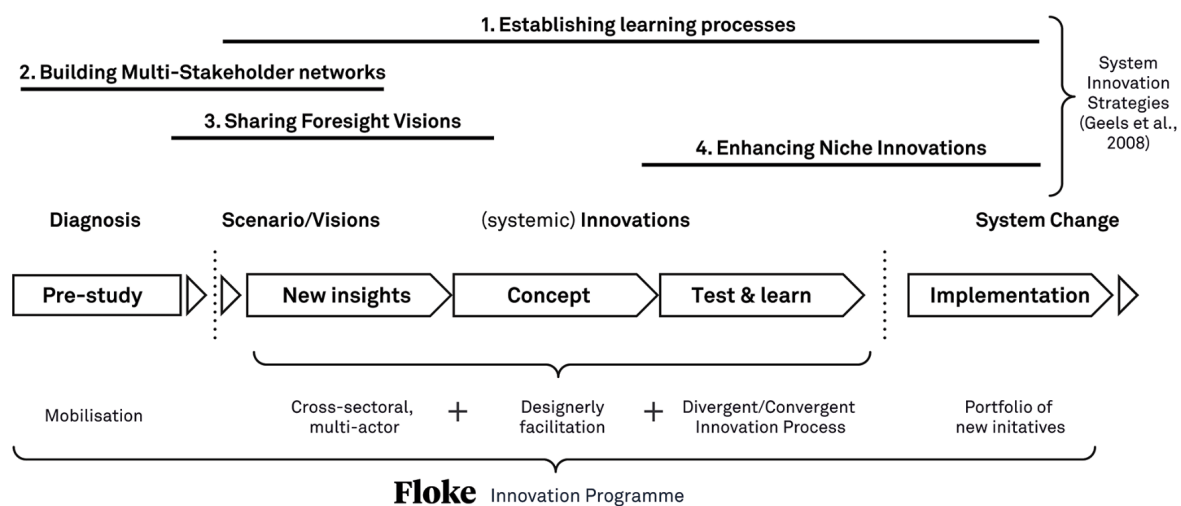 1. Establishing learning processes
2. Building Multi-Stakeholder networks
3. Sharing Foresight Visions
4. Enhancing Niche Innovations
System
Innovation
Strategies
(Geels et al.,
2008)
Diagnosis
Scenario/Visions
(systemic) Innovations
System Change
Pre-study
New insights
Concept
Test & learn
Implementation
Mobilisation
Cross-sectoral,
multi-actor
+
Designerly
facilitation
+
Divergent/Convergent
Innovation Process
Portfolio of
new initatives
Floke Innovation Programme